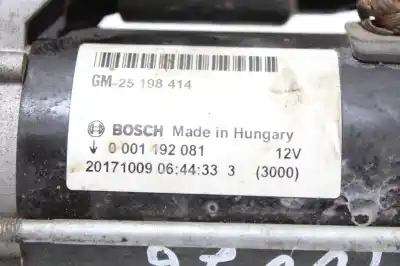 GM-25 198 414
BOSCH Made in Hungary
0 001 192 081 12V
20171009 06:44:33 3 (3000)